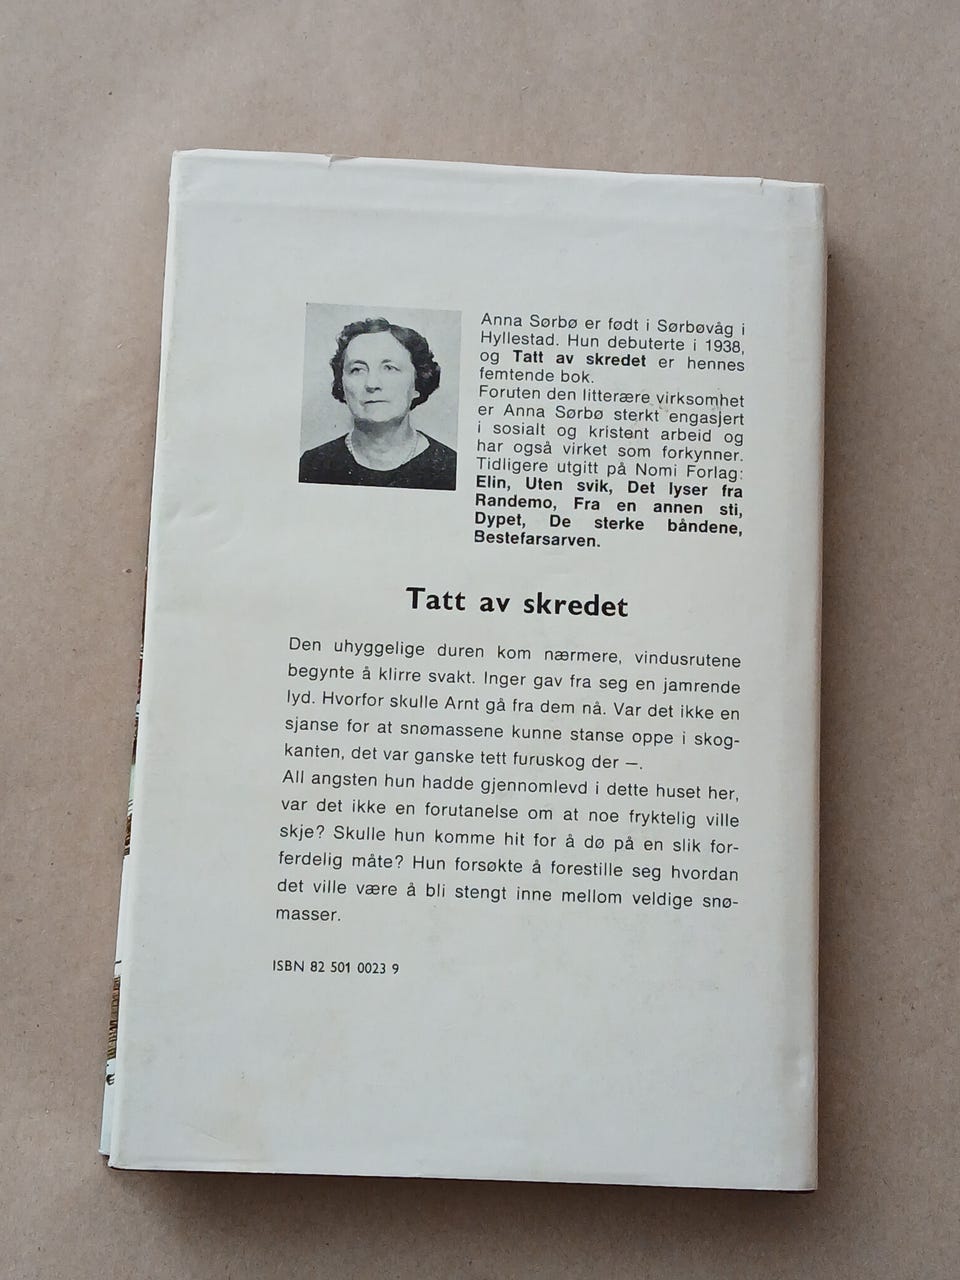 Anna Sørbø er født i Sørbøvåg i
Hyllestad. Hun debuterte i 1938,
og Tatt av skredet er hennes
femtende bok.
Foruten den litterære virksomhet
er Anna Sørbø sterkt engasjert
i sosialt og kristent arbeid og
har også virket som forkynner.
Tidligere utgitt på Nomi Forlag:
Elin, Uten svik, Det lyser fra
Randemo, Fra en annen sti,
Dypet, De sterke båndene,
Bestefarsarven.
Tatt av skredet
Den uhyggelige duren kom nærmere, vindusrutene
begynte å klirre svakt. Inger gav fra seg en jamrende
lyd. Hvorfor skulle Arnt gå fra dem nå. Var det ikke en
sjanse for at snømassene kunne stanse oppe i skog-
kanten, det var ganske tett furuskog der —.
All angsten hun hadde gjennomlevd i dette huset her,
var det ikke en forutanelse om at noe fryktelig ville
skje? Skulle hun komme hit for å dø på en slik for-
ferdelig måte? Hun forsøkte å forestille seg hvordan
det ville være å bli stengt inne mellom veldige snø-
masser.
ISBN 82 501 0023 9